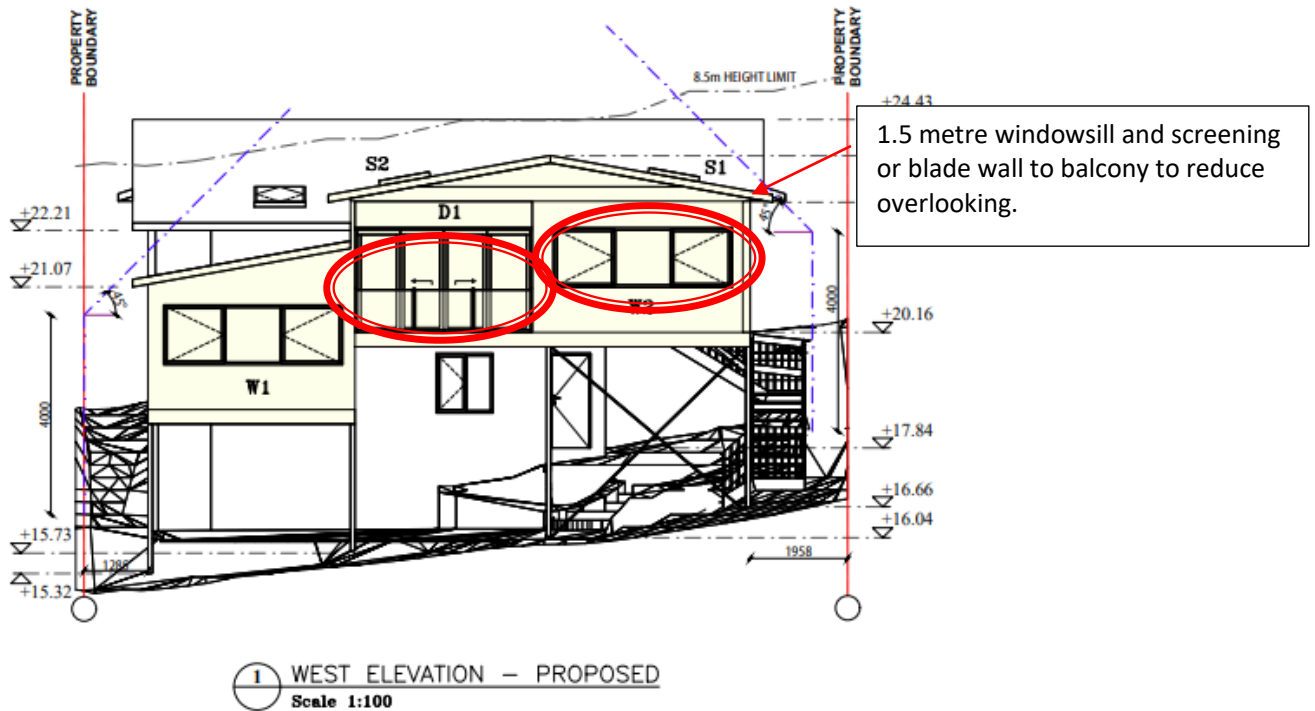 PROPERTY
BOUNDARY
PROPERTY
BOUNDARY
8.5m HEIGHT LIMIT
+24.43
1.5 metre windowsill and screening
or blade wall to balcony to reduce
overlooking.
S2
S1
D1
45°
+22.21
+21.07
45°
W2
4000
+20.16
W1
4000
+17.84
+16.66
+16.04
+15.73
1958
1286
+15.32
1 WEST ELEVATION – PROPOSED
Scale 1:100